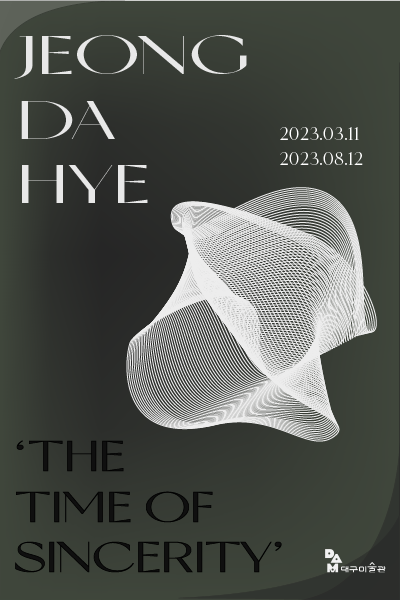 JEONG
DA
HYE
2023.03.11
2023.08.12
‘THE
TIME OF
SINCERITY’
DAM 대구미술관